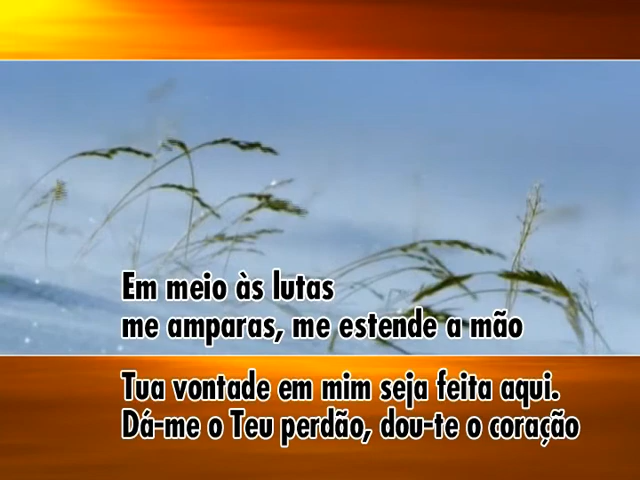 Em meio às lutas
me amparas, me estende a mão
Tua vontade em mim seja feita aqui.
Dá-me o Teu perdão, dou-te o coração